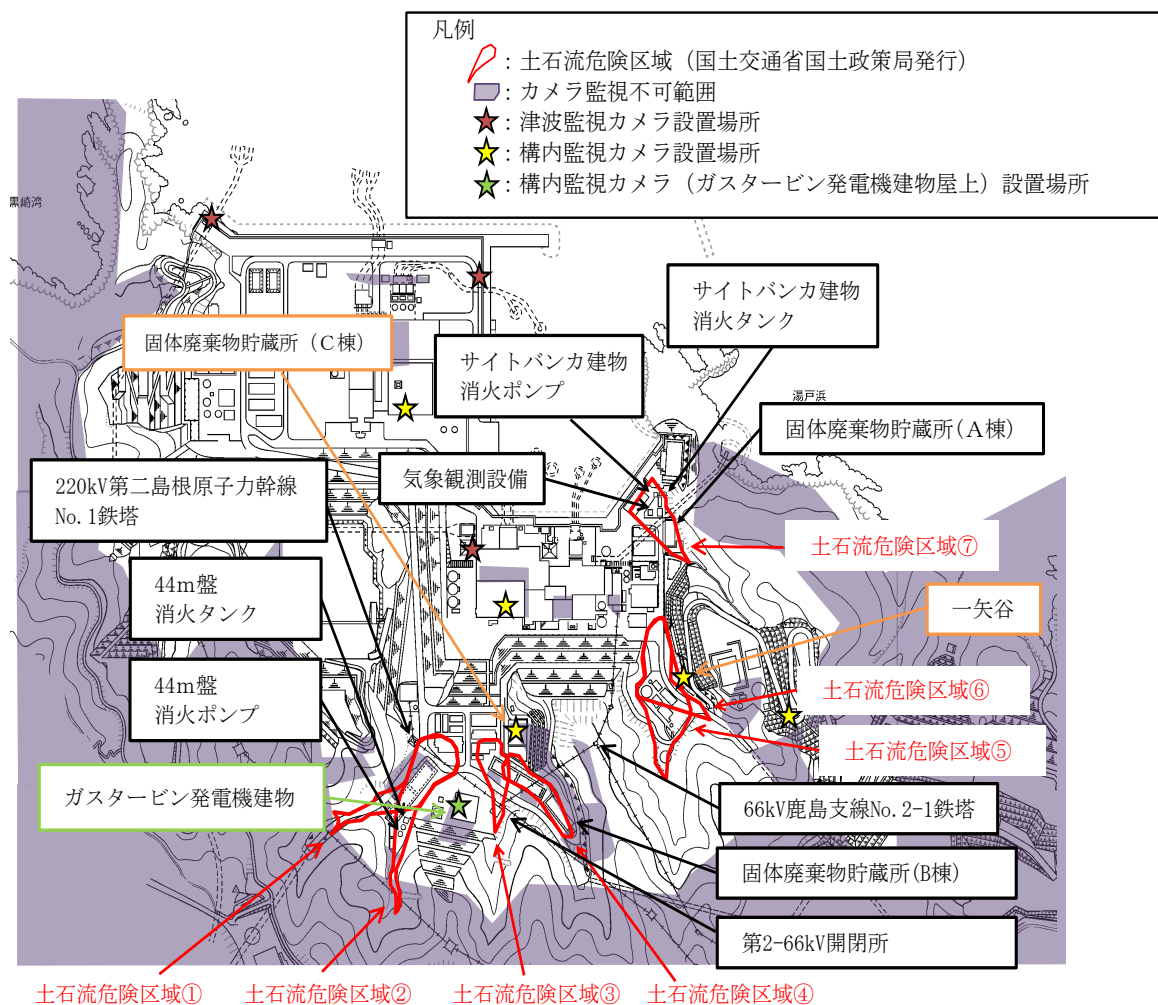 凡例
：土石流危険区域（国土交通省国土政策局発行）
：カメラ監視不可範囲
：津波監視カメラ設置場所
：構内監視カメラ設置場所
：構内監視カメラ（ガスタービン発電機建物屋上）設置場所
黒崎湾
サイトバンカ建物
消火タンク
固体廃棄物貯蔵所（C棟）
サイトバンカ建物
消火ポンプ
湯戸浜
固体廃棄物貯蔵所(A棟)
気象観測設備
220kV第二島根原子力幹線
No.1鉄塔
土石流危険区域⑦
44m盤
消火タンク
一矢谷
44m盤
消火ポンプ
土石流危険区域⑥
土石流危険区域⑤
ガスタービン発電機建物
66kV鹿島支線No.2-1鉄塔
固体廃棄物貯蔵所(B棟)
第2-66kV開閉所
土石流危険区域①
土石流危険区域②
土石流危険区域③
土石流危険区域④